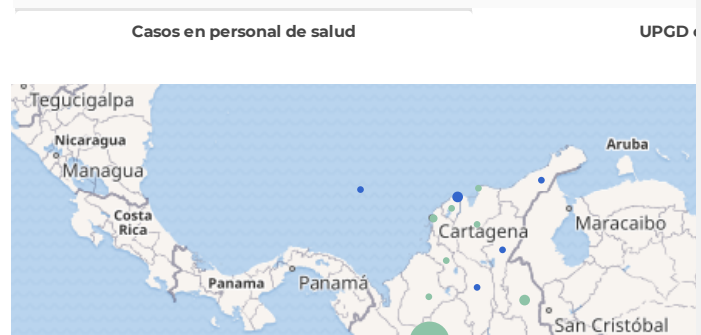 Casos en personal de salud
UPGD
Tegucigalpa
Nicaragua
Managua
Aruba
Costa
Rica
Cartagena
Maracaibo
Panama
Panamá
San Cristóbal